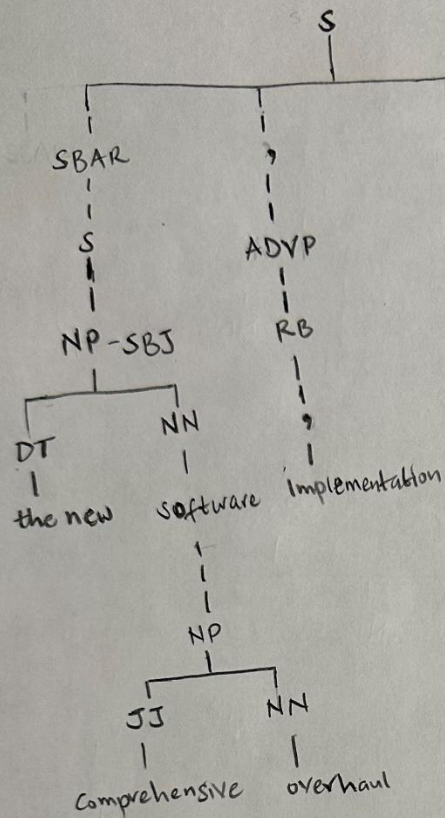 S
SBAR ,
S ADVP
NP-SBJ RB
DT NN ,
the new software implementation
NP
JJ NN
comprehensive overhaul